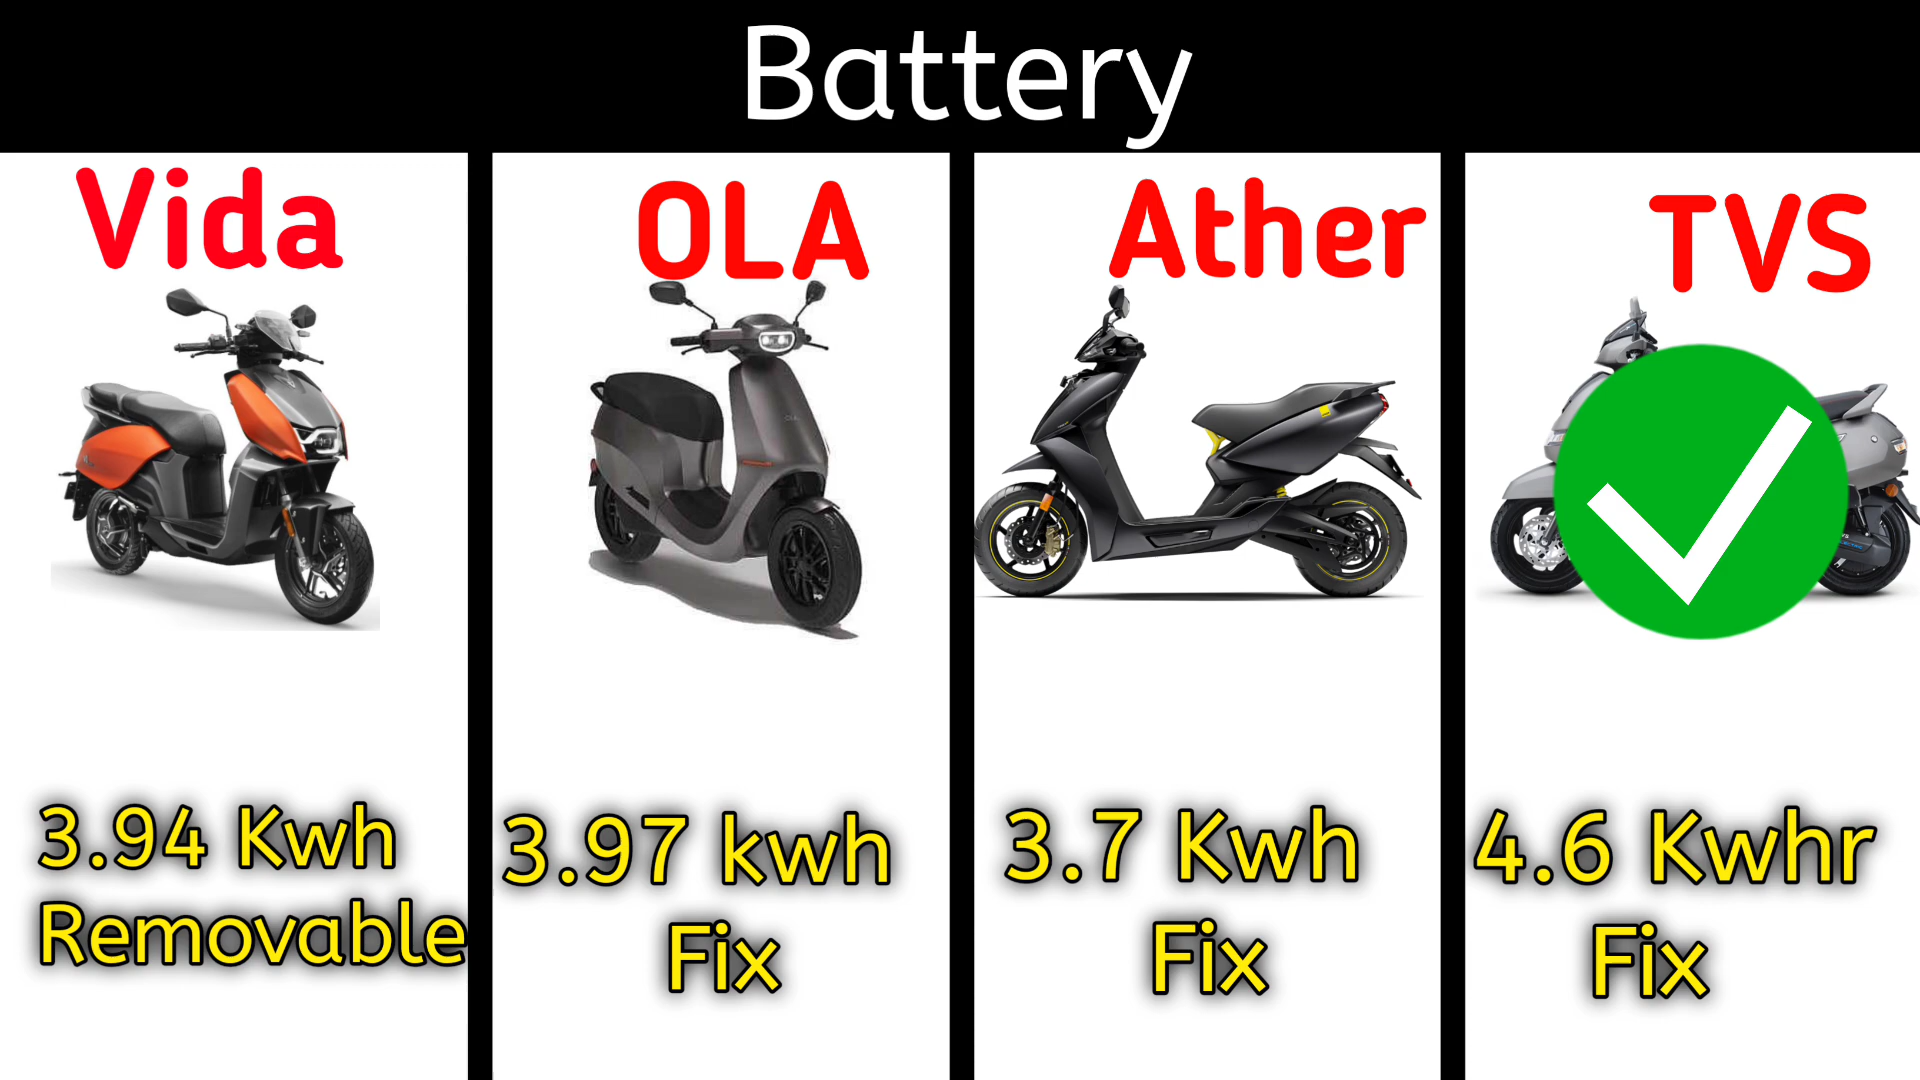 Battery
Vida
OLA
Ather
TVS
3.94 Kwh
Removable
3.97 kwh
Fix
3.7 Kwh
Fix
4.6 Kwhr
Fix